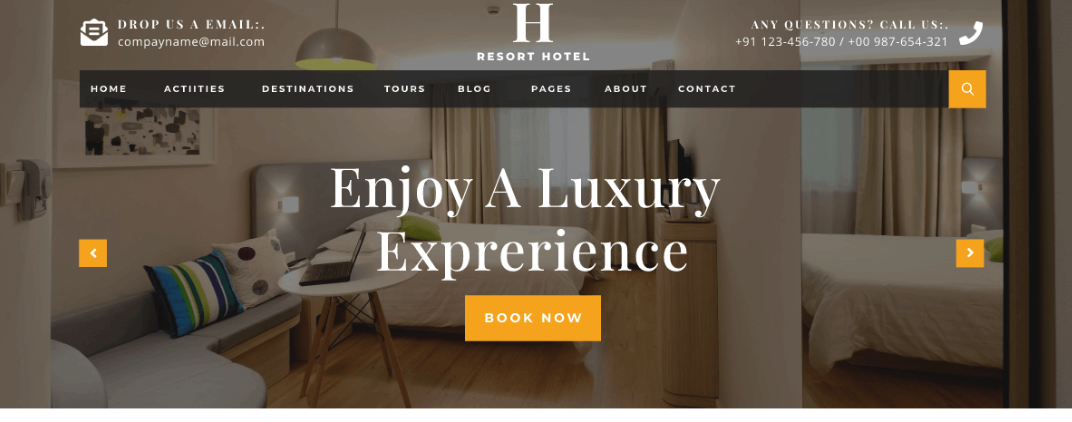 DROP US A EMAIL:.
compayname@mail.com
H
RESORT HOTEL
ANY QUESTIONS? CALL US:.
+91 123-456-780 / +00 987-654-321
HOME ACTIITIES DESTINATIONS TOURS BLOG PAGES ABOUT CONTACT
Enjoy A Luxury
Exprerience
BOOK NOW